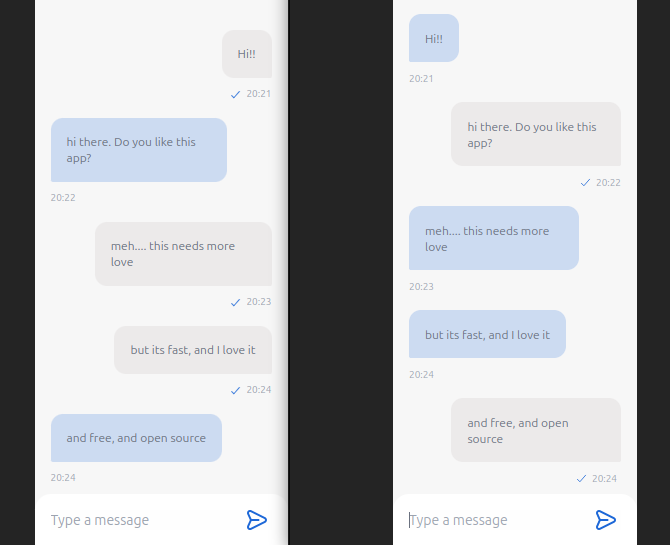 Hi!!
20:21
hi there. Do you like this
app?
20:22
meh.... this needs more
love
20:23
but its fast, and I love it
20:24
and free, and open source
20:24
Type a message
Hi!!
20:21
hi there. Do you like this
app?
20:22
meh.... this needs more
love
20:23
but its fast, and I love it
20:24
and free, and open
source
20:24
Type a message